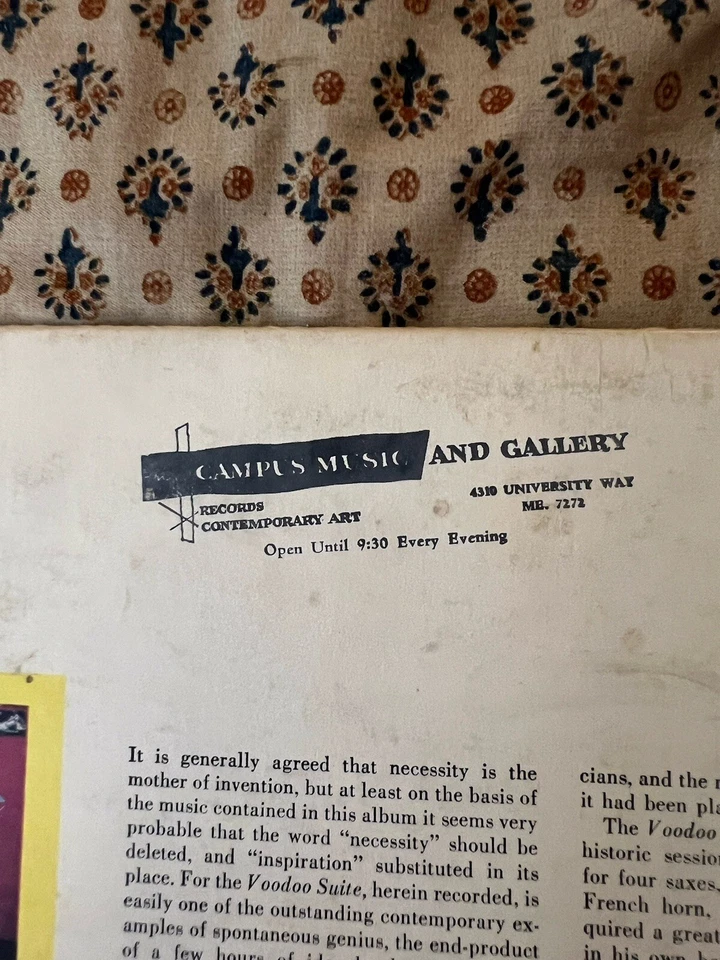 CAMPUS MUSIC AND GALLERY
RECORDS
CONTEMPORARY ART
4310 UNIVERSITY WAY
ME. 7272
Open Until 9:30 Every Evening
It is generally agreed that necessity is the
mother of invention, but at least on the basis of
the music contained in this album it seems very
probable that the word “necessity” should be
deleted, and “inspiration” substituted in its
place. For the Voodoo Suite, herein recorded, is
easily one of the outstanding contemporary ex-
amples of spontaneous genius, the end-product
of a few hours of
cians, and the
it had been
The Voodoo
historic
for four saxes,
French horn,
quired a great
in his own